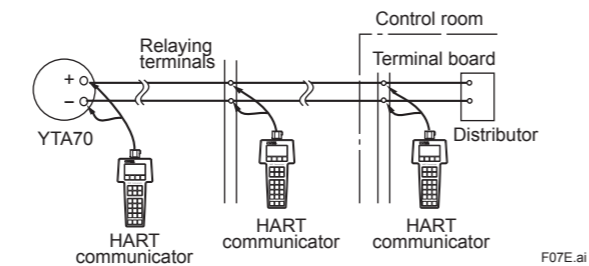 Control room
Relaying
terminals
Terminal board
+
−
YTA70
Distributor
HART
communicator
HART
communicator
HART
communicator
F07E.ai